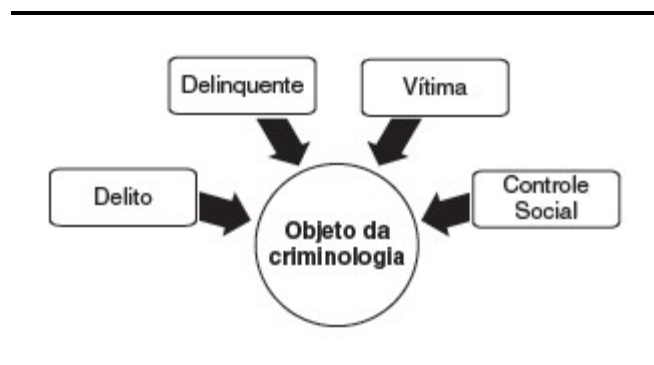 Delinquente
Vítima
Delito
Controle
Social
Objeto da
criminologia